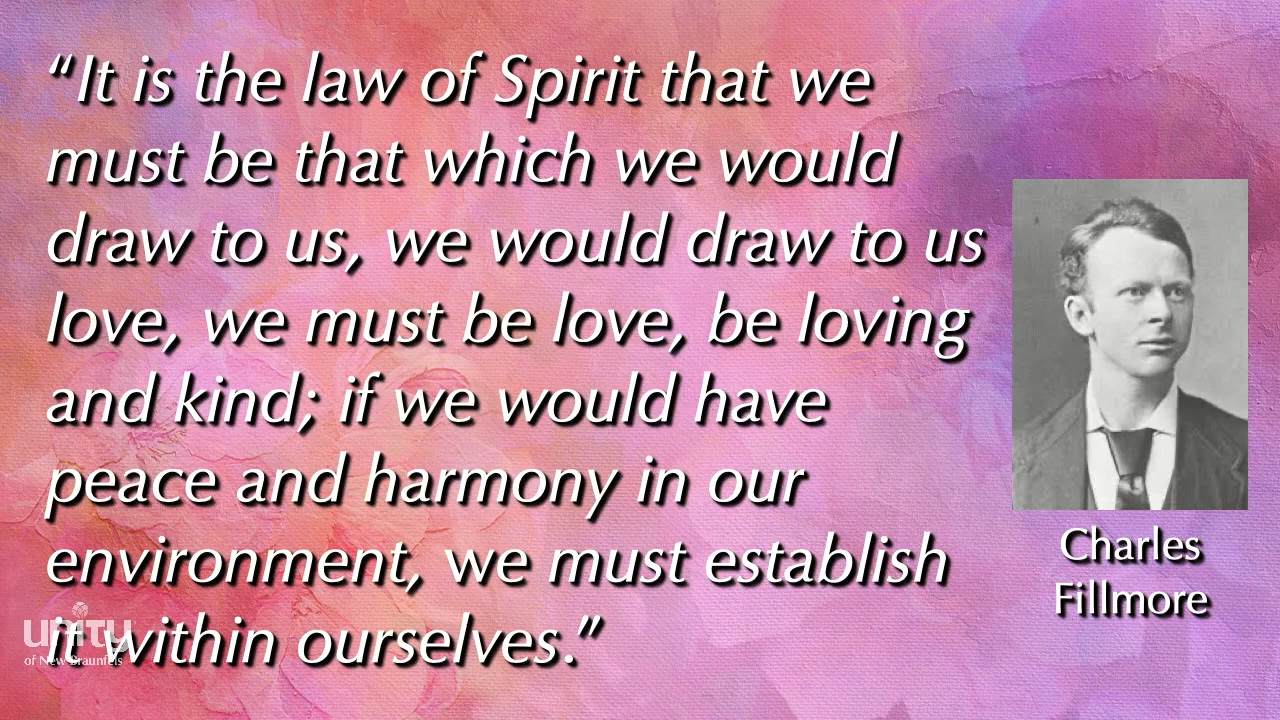 “It is the law of Spirit that we
must be that which we would
draw to us, we would draw to us
love, we must be love, be loving
and kind; if we would have
peace and harmony in our
environment, we must establish
it within ourselves.”
Charles
Fillmore
unity
of New Braunfels